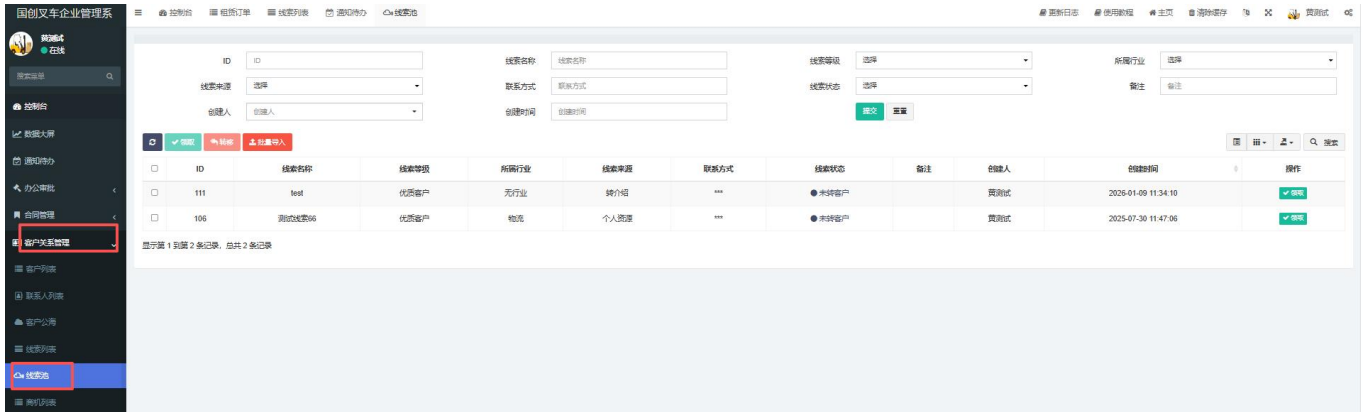 国创叉车企业管理系
控制台 租赁订单 线索列表 通知待办 线索池
更新日志 使用教程 主页 清除缓存 黄测试
黄测试
在线
搜索菜单
控制台
数据大屏
通知待办
办公审批
合同管理
客户关系管理
客户列表
联系人列表
客户公海
线索列表
线索池
商机列表
ID ID 线索名称 线索名称 线索等级 选择 所属行业 选择
线索来源 选择 联系方式 联系方式 线索状态 选择 备注 备注
创建人 创建人 创建时间 创建时间 提交 重置
领取 转移 批量导入 搜索
ID 线索名称 线索等级 所属行业 线索来源 联系方式 线索状态 备注 创建人 创建时间 操作
111 test 优质客户 无行业 转介绍 *** 未转客户 黄测试 2026-01-09 11:34:10 领取
106 测试线索66 优质客户 物流 个人资源 *** 未转客户 黄测试 2025-07-30 11:47:06 领取
显示第 1 到第 2 条记录，总共 2 条记录